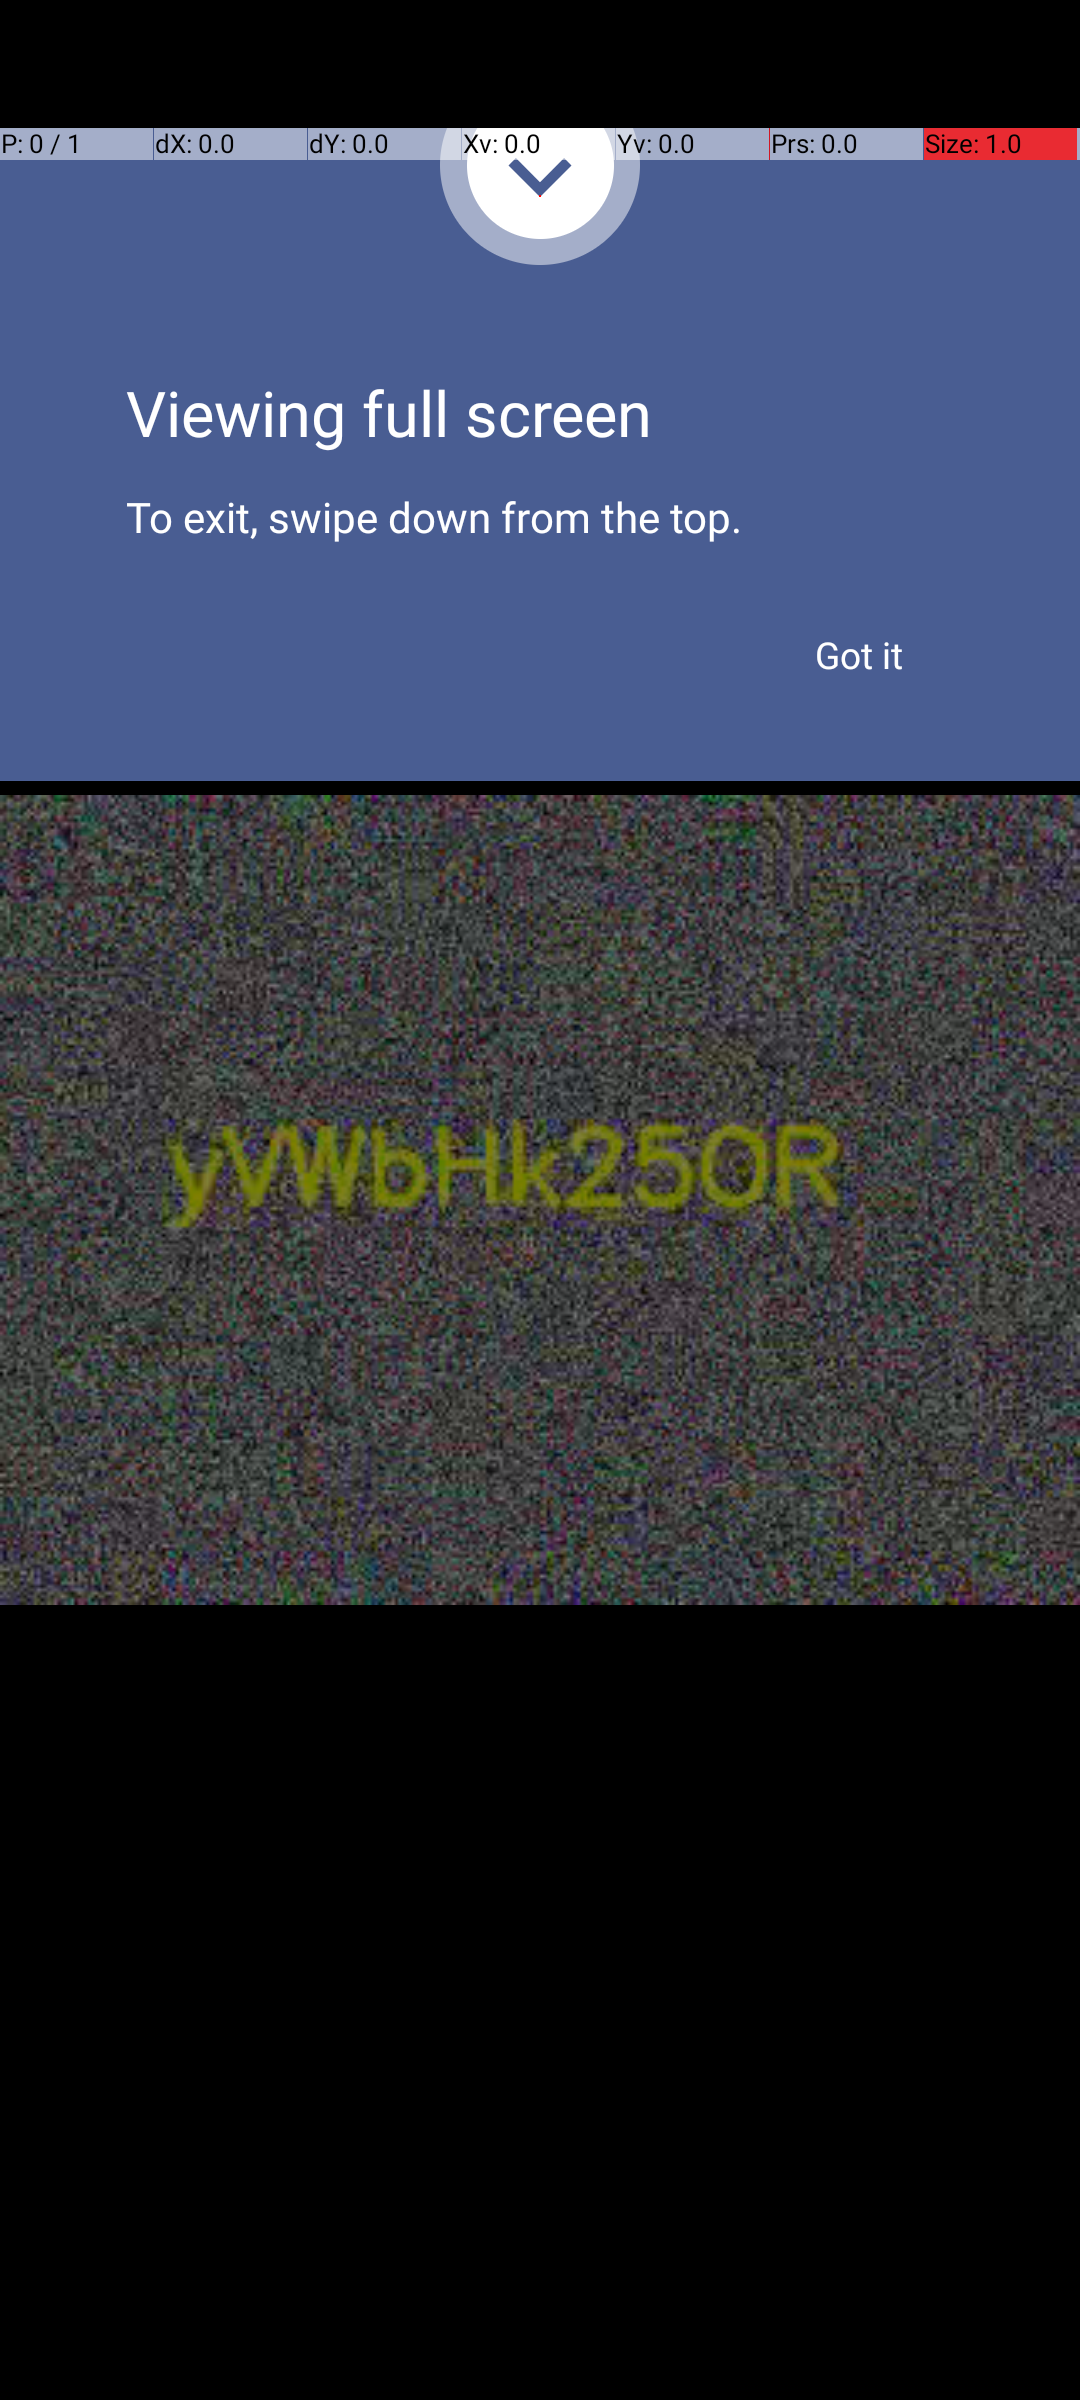 P: 0 / 1 dX: 0.0 dY: 0.0 Xv: 0.0 Yv: 0.0 Prs: 0.0 Size: 1.0
Viewing full screen
To exit, swipe down from the top.
Got it
yVWbHk250R